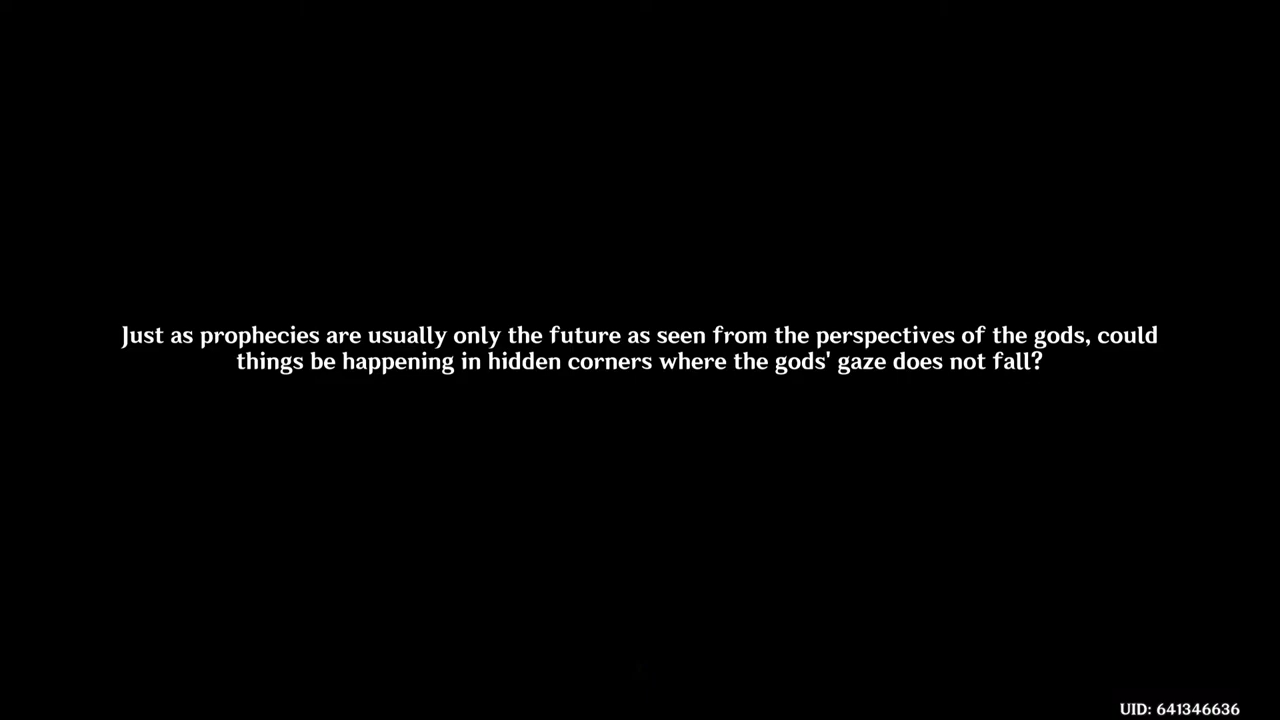 Just as prophecies are usually only the future as seen from the perspectives of the gods, could
things be happening in hidden corners where the gods' gaze does not fall?
UID: 641346636